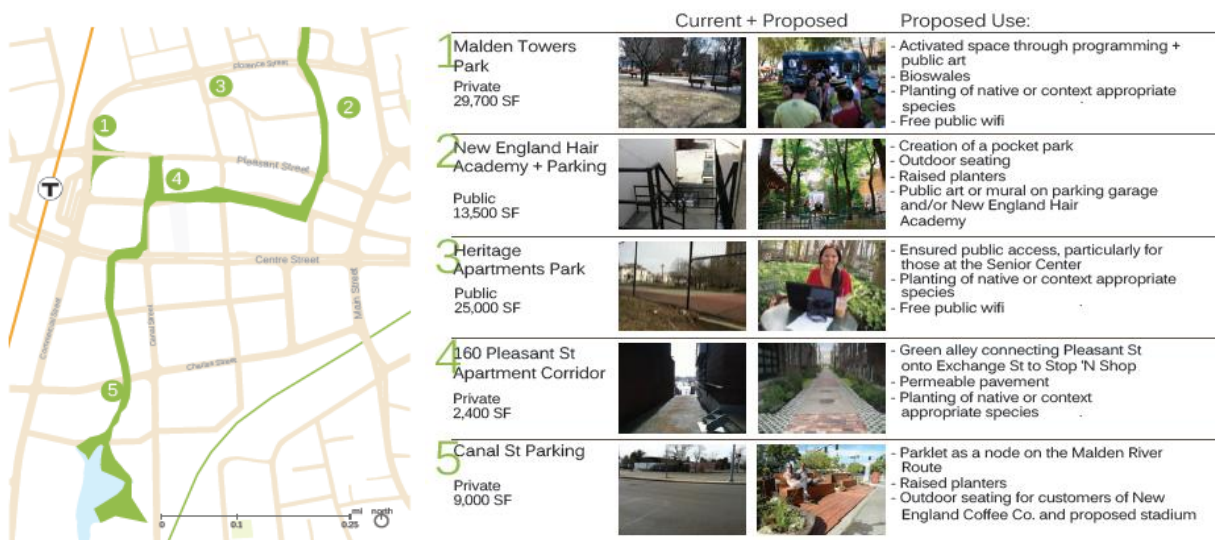 Florence Street
3
2
1
Pleasant Street
4
T
Centre Street
Commercial Street
Canal Street
Main Street
Charles Street
5
mi
north
0
0.1
0.25
Current + Proposed
Proposed Use:
1
Malden Towers
Park
Private
29,700 SF
- Activated space through programming +
public art
- Bioswales
- Planting of native or context appropriate
species
- Free public wifi
2
New England Hair
Academy + Parking
Public
13,500 SF
- Creation of a pocket park
- Outdoor seating
- Raised planters
- Public art or mural on parking garage
and/or New England Hair
Academy
3
Heritage
Apartments Park
Public
25,000 SF
- Ensured public access, particularly for
those at the Senior Center
- Planting of native or context appropriate
species
- Free public wifi
4
160 Pleasant St
Apartment Corridor
Private
2,400 SF
- Green alley connecting Pleasant St
onto Exchange St to Stop 'N Shop
- Permeable pavement
- Planting of native or context
appropriate species
5
Canal St Parking
Private
9,000 SF
- Parklet as a node on the Malden River
Route
- Raised planters
- Outdoor seating for customers of New
England Coffee Co. and proposed stadium